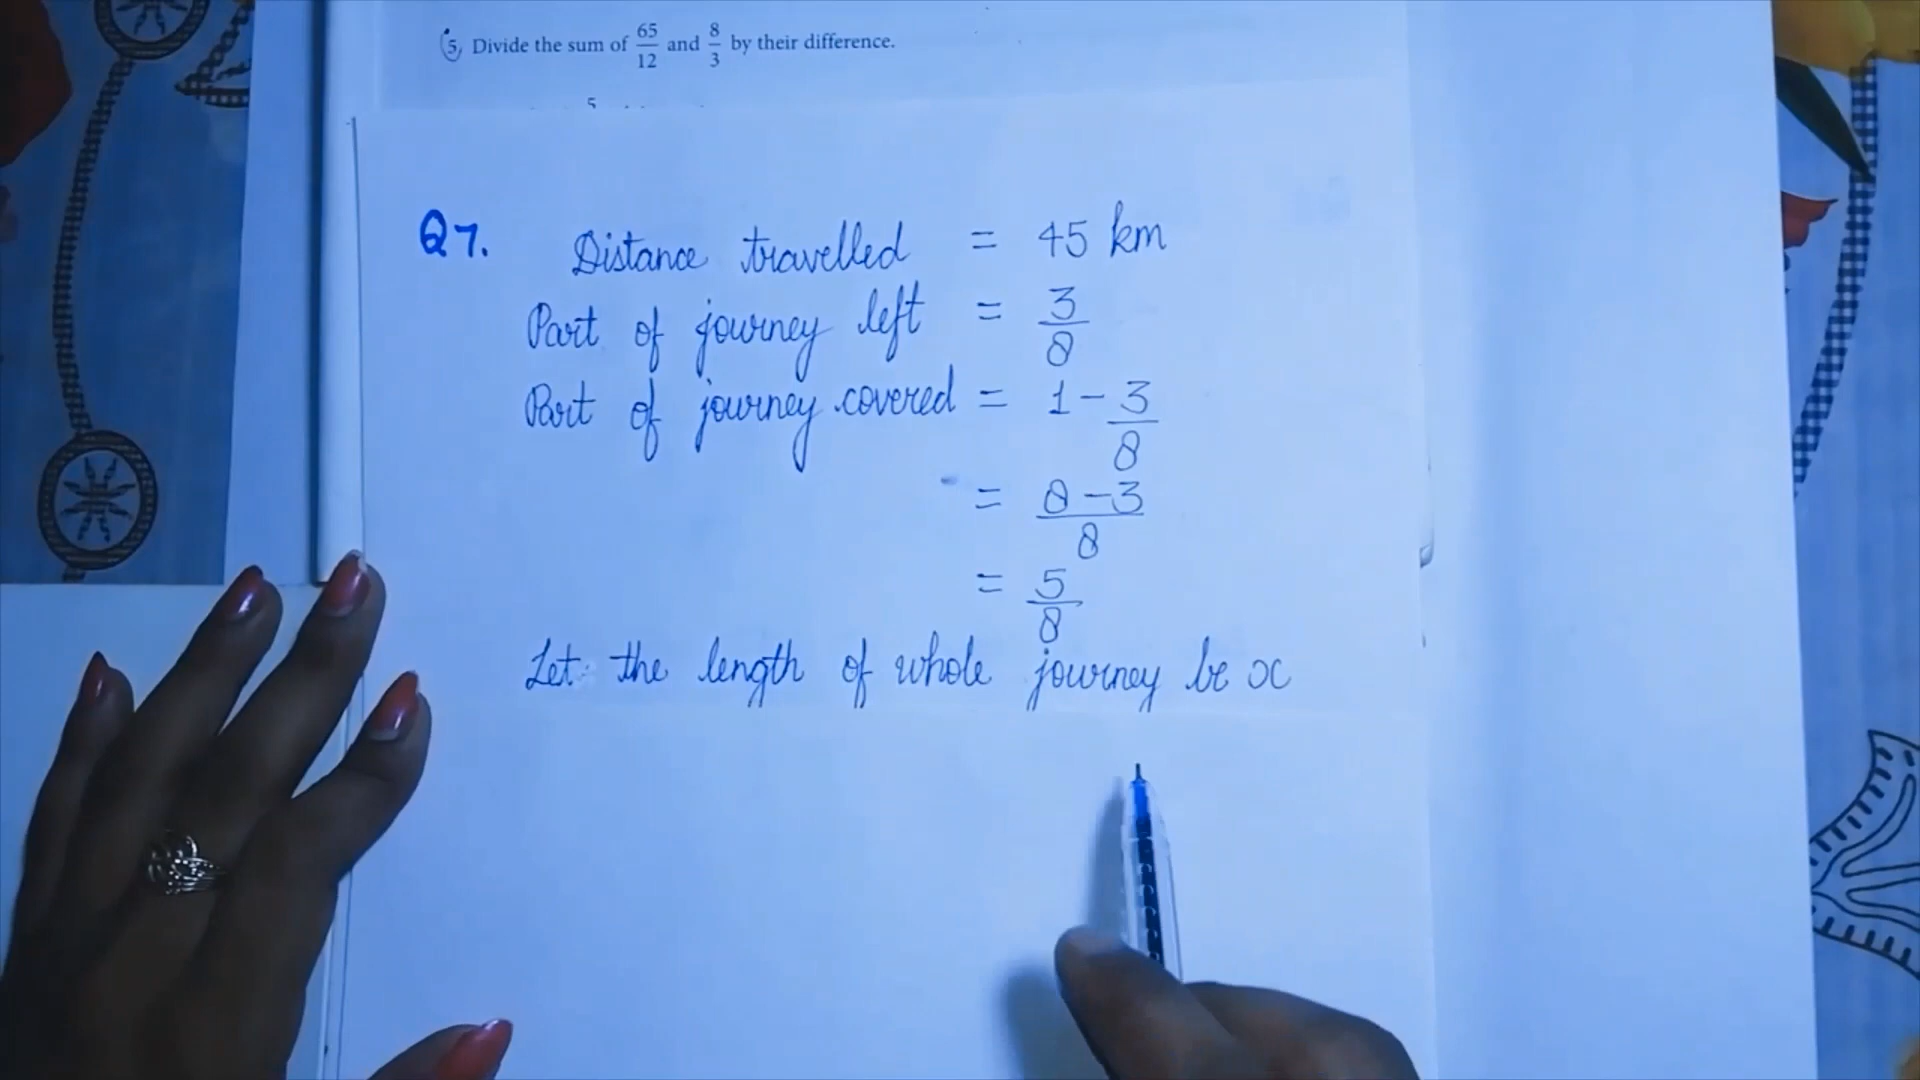 5. Divide the sum of 65/12 and 8/3 by their difference.
5
Q7. Distance travelled = 45 km
Part of journey left = 3/8
Part of journey covered = 1 - 3/8
= 8 - 3/8
= 5/8
Let the length of whole journey be x